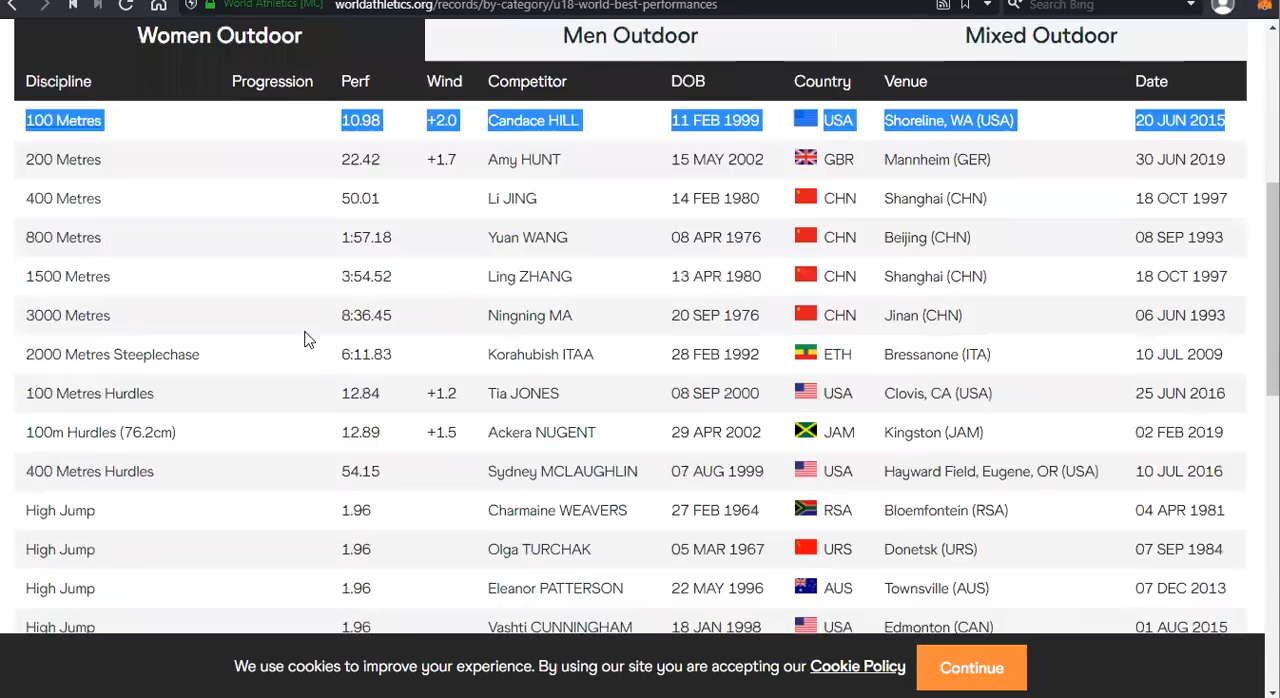 World Athletics [MC] worldathletics.org/records/by-category/u18-world-best-performances Search Bing
Women Outdoor Men Outdoor Mixed Outdoor
Discipline Progression Perf Wind Competitor DOB Country Venue Date
100 Metres 10.98 +2.0 Candace HILL 11 FEB 1999 USA Shoreline, WA (USA) 20 JUN 2015
200 Metres 22.42 +1.7 Amy HUNT 15 MAY 2002 GBR Mannheim (GER) 30 JUN 2019
400 Metres 50.01 Li JING 14 FEB 1980 CHN Shanghai (CHN) 18 OCT 1997
800 Metres 1:57.18 Yuan WANG 08 APR 1976 CHN Beijing (CHN) 08 SEP 1993
1500 Metres 3:54.52 Ling ZHANG 13 APR 1980 CHN Shanghai (CHN) 18 OCT 1997
3000 Metres 8:36.45 Ningning MA 20 SEP 1976 CHN Jinan (CHN) 06 JUN 1993
2000 Metres Steeplechase 6:11.83 Korahubish ITAA 28 FEB 1992 ETH Bressanone (ITA) 10 JUL 2009
100 Metres Hurdles 12.84 +1.2 Tia JONES 08 SEP 2000 USA Clovis, CA (USA) 25 JUN 2016
100m Hurdles (76.2cm) 12.89 +1.5 Ackera NUGENT 29 APR 2002 JAM Kingston (JAM) 02 FEB 2019
400 Metres Hurdles 54.15 Sydney MCLAUGHLIN 07 AUG 1999 USA Hayward Field, Eugene, OR (USA) 10 JUL 2016
High Jump 1.96 Charmaine WEAVERS 27 FEB 1964 RSA Bloemfontein (RSA) 04 APR 1981
High Jump 1.96 Olga TURCHAK 05 MAR 1967 URS Donetsk (URS) 07 SEP 1984
High Jump 1.96 Eleanor PATTERSON 22 MAY 1996 AUS Townsville (AUS) 07 DEC 2013
High Jump 1.96 Vashti CUNNINGHAM 18 JAN 1998 USA Edmonton (CAN) 01 AUG 2015
We use cookies to improve your experience. By using our site you are accepting our Cookie Policy Continue